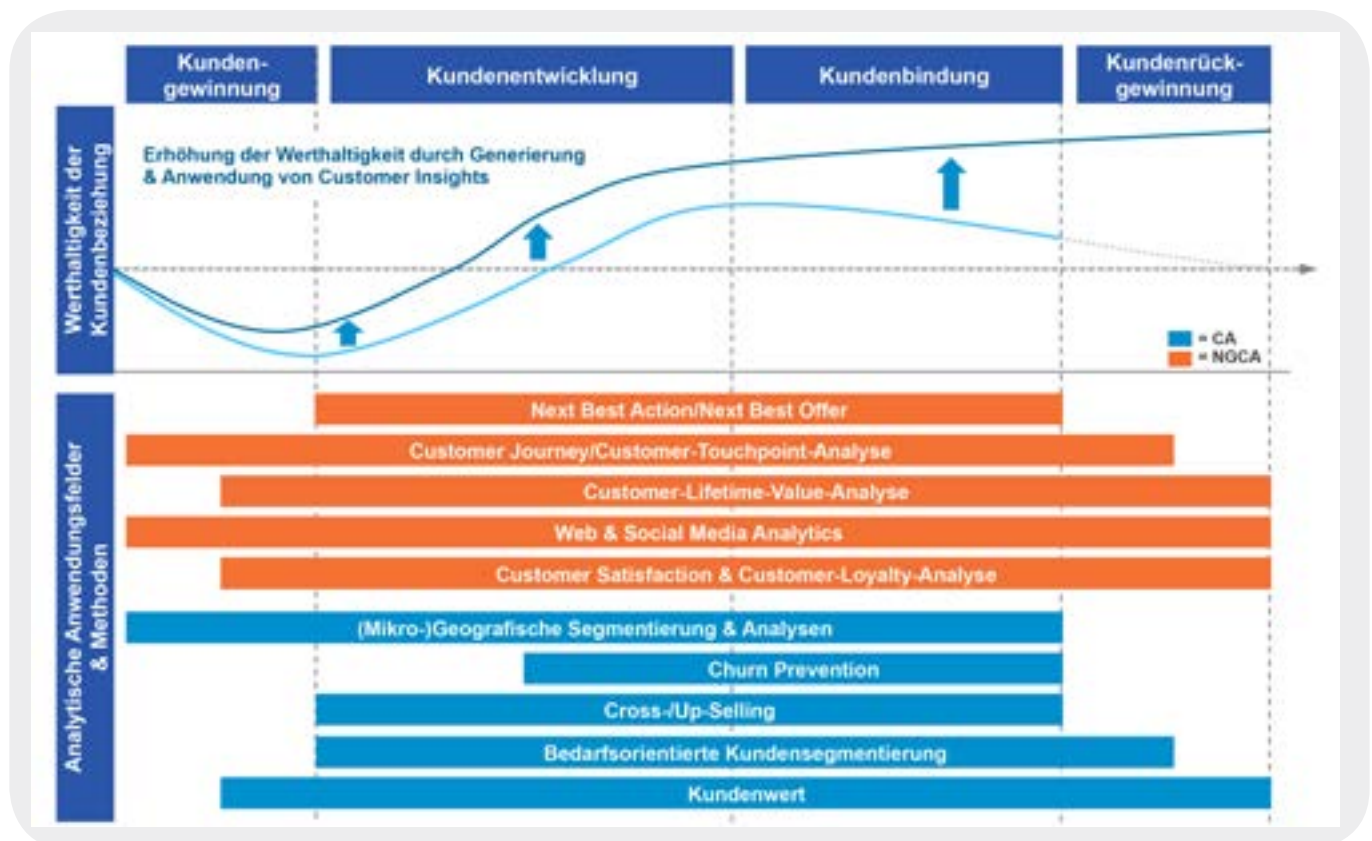 Kunden-
gewinnung
Kundenentwicklung
Kundenbindung
Kundenrück-
gewinnung
Werthaltigkeit der
Kundenbeziehung
Erhöhung der Werthaltigkeit durch Generierung
& Anwendung von Customer Insights
= CA
= NGCA
Analytische Anwendungsfelder
& Methoden
Next Best Action/Next Best Offer
Customer Journey/Customer-Touchpoint-Analyse
Customer-Lifetime-Value-Analyse
Web & Social Media Analytics
Customer Satisfaction & Customer-Loyalty-Analyse
(Mikro-)Geografische Segmentierung & Analysen
Churn Prevention
Cross-/Up-Selling
Bedarfsorientierte Kundensegmentierung
Kundenwert